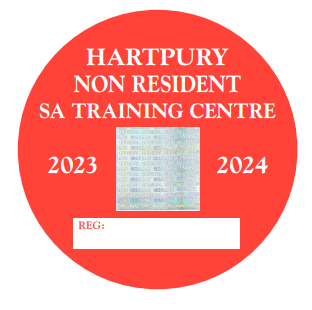 HARTPURY
NON RESIDENT
SA TRAINING CENTRE
2023 2024
REG: